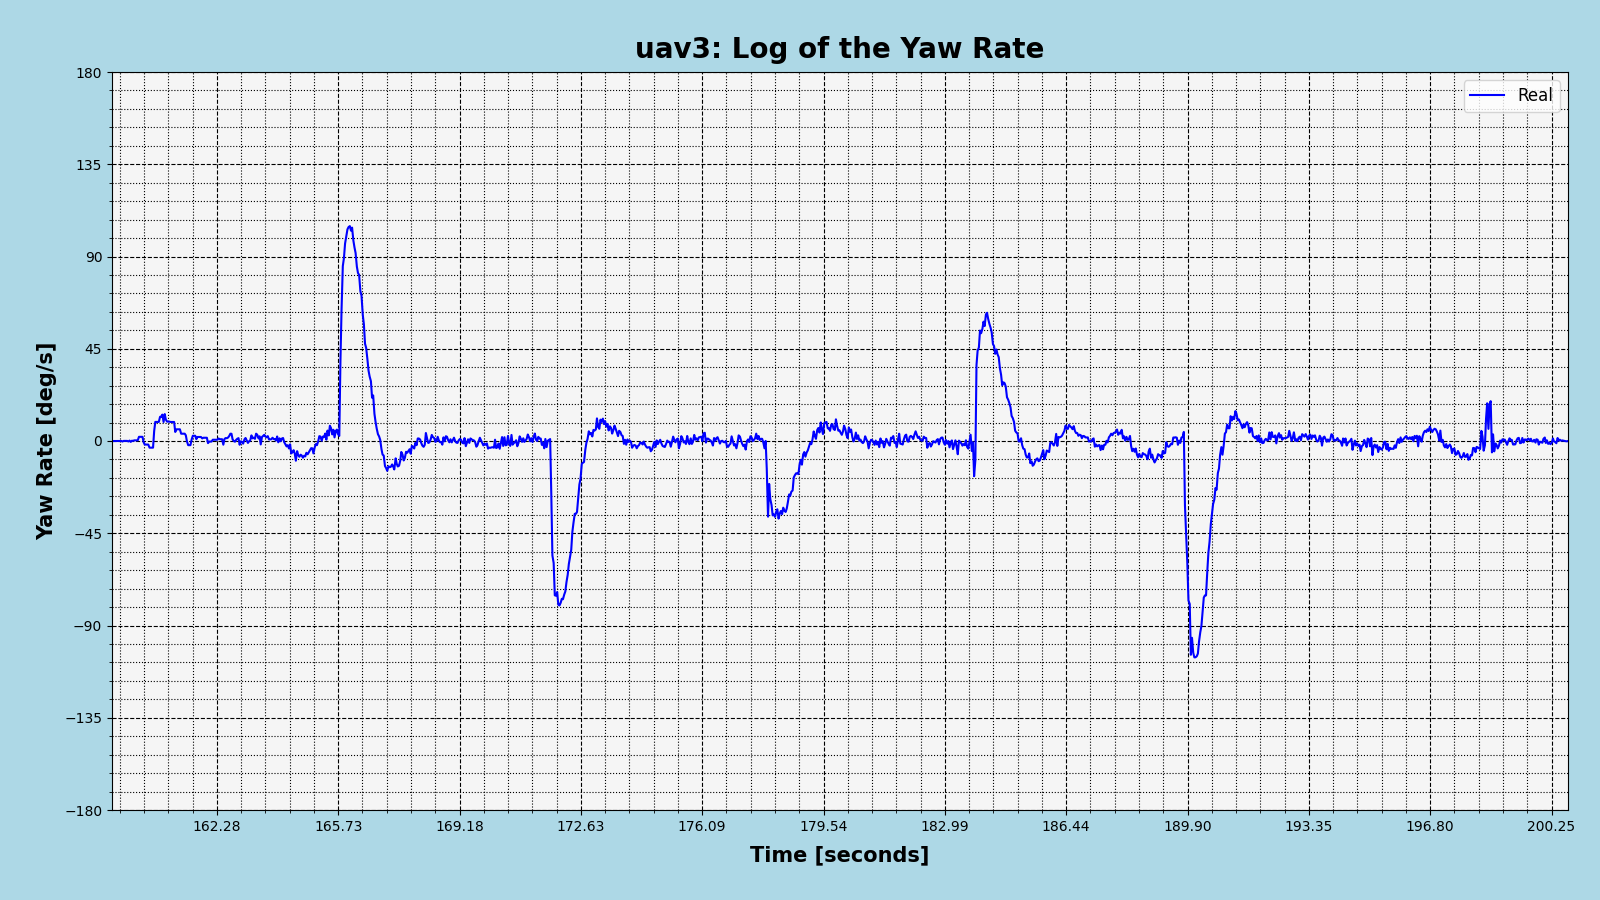 uav3: Log of the Yaw Rate
Real
180
135
90
45
0
−45
−90
−135
−180
Yaw Rate [deg/s]
162.28 165.73 169.18 172.63 176.09 179.54 182.99 186.44 189.90 193.35 196.80 200.25
Time [seconds]